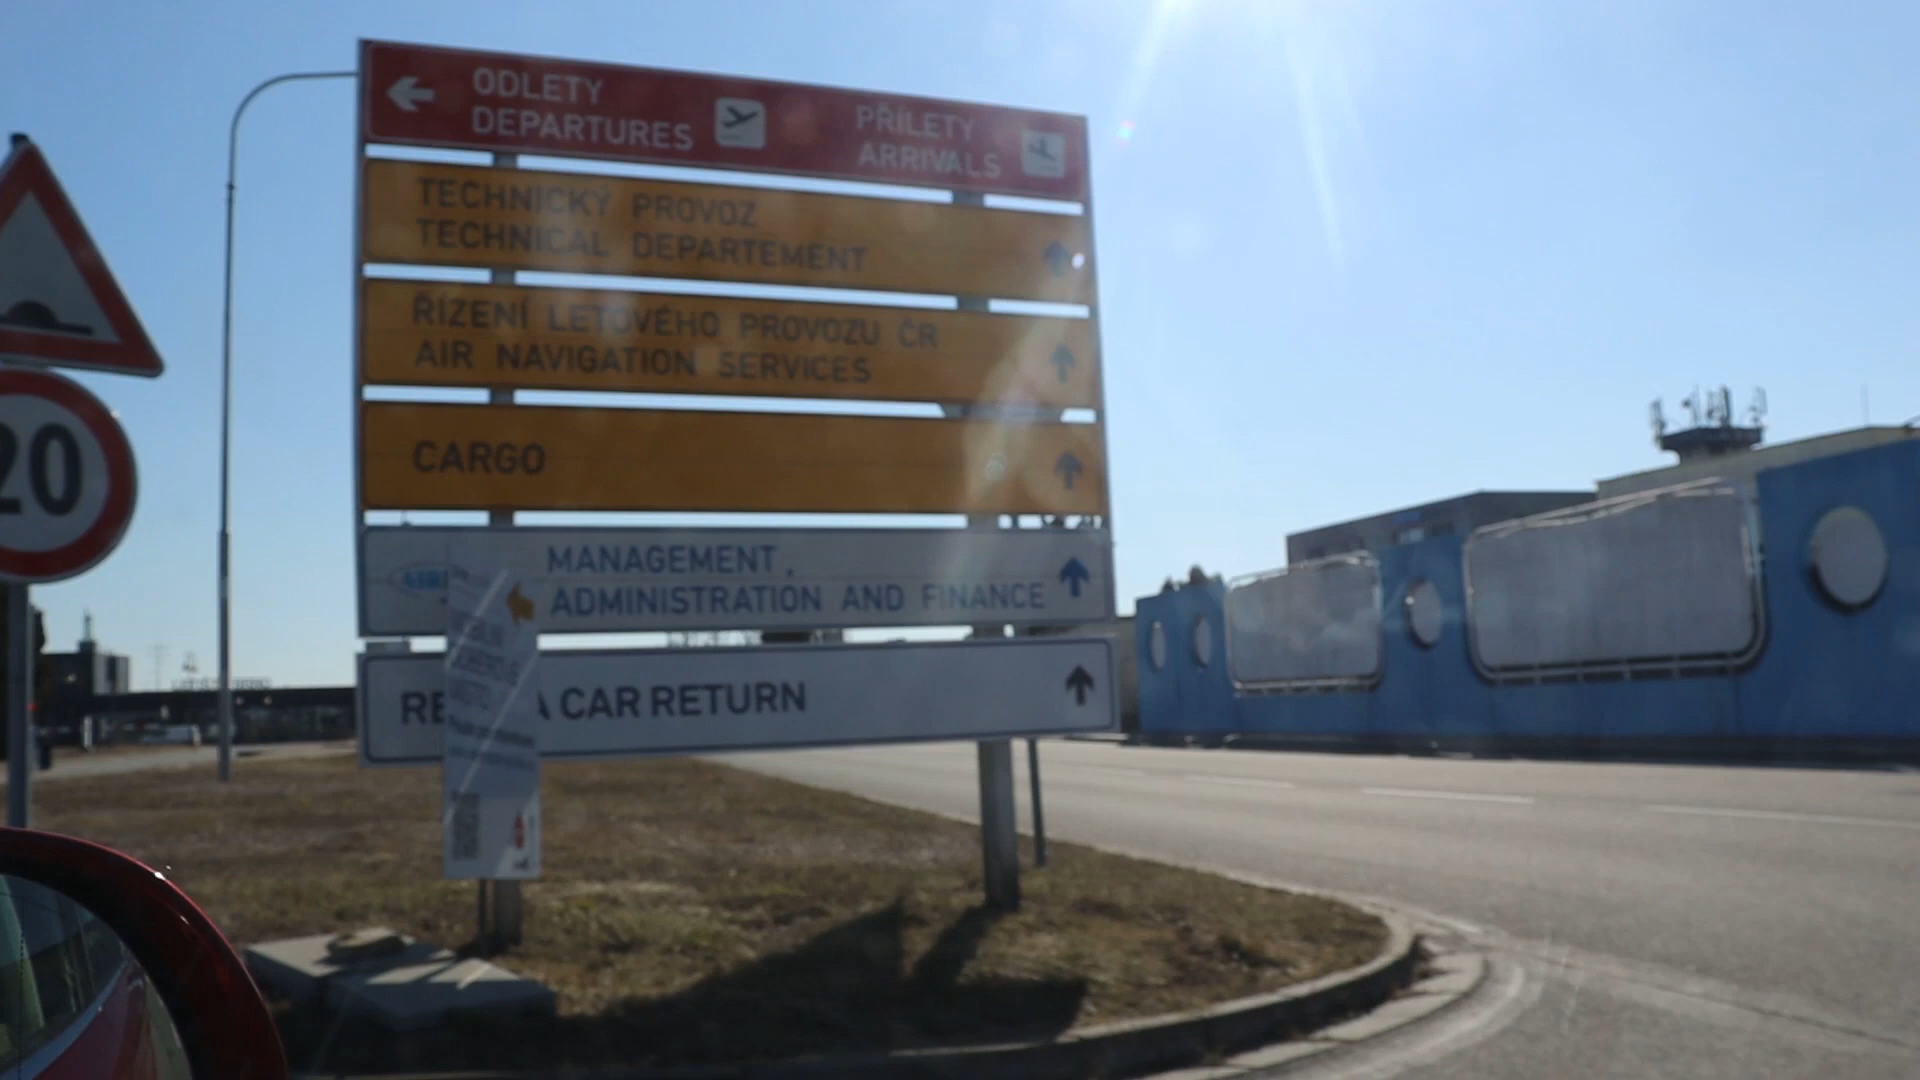 ODLETY
DEPARTURES
PŘÍLETY
ARRIVALS
TECHNICKÝ PROVOZ
TECHNICAL DEPARTEMENT
ŘÍZENÍ LETOVÉHO PROVOZU ČR
AIR NAVIGATION SERVICES
CARGO
MANAGEMENT,
ADMINISTRATION AND FINANCE
A CAR RETURN
20